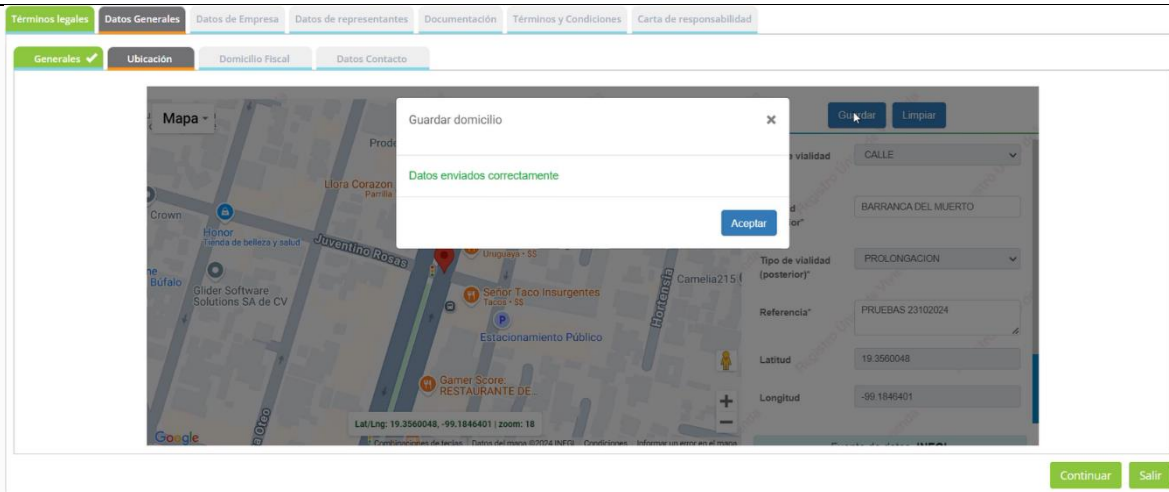 Términos legales
Datos Generales
Datos de Empresa
Datos de representantes
Documentación
Términos y Condiciones
Carta de responsabilidad
Generales
Ubicación
Domicilio Fiscal
Datos Contacto
Mapa
Guardar domicilio
Datos enviados correctamente
Aceptar
Guardar
Limpiar
vialidad
CALLE
BARRANCA DEL MUERTO
Tipo de vialidad
(posterior)*
PROLONGACION
Referencia*
PRUEBAS 23102024
Latitud
19.3560048
Longitud
-99.1846401
Llora Corazon
Parrilla
Crown
Honor
Tienda de belleza y salud
Juventino Rosas
Uruguaya • $$
Búfalo
Glider Software
Solutions SA de CV
Señor Taco Insurgentes
Tacos • $$
Camelia215
Hortensia
P
Estacionamiento Público
Gamer Score:
RESTAURANTE DE...
Lat/Lng: 19.3560048, -99.1846401 | zoom: 18
Google
Combinaciones de teclas
Datos del mapa ©2024 INEGI
Condiciones
Informar un error en el mapa
Continuar
Salir